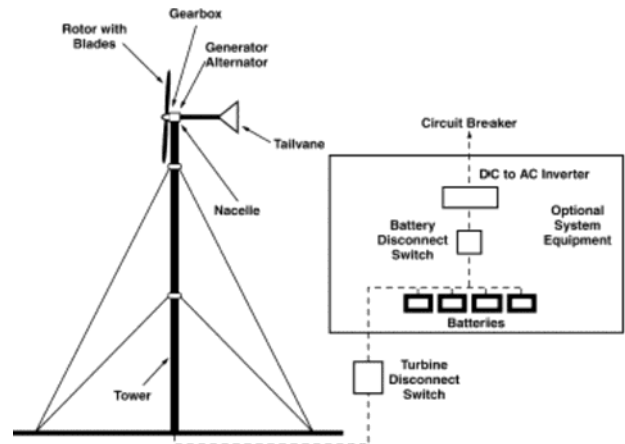 Gearbox
Rotor with
Blades
Generator
Alternator
Tailvane
Nacelle
Tower
Circuit Breaker
DC to AC Inverter
Battery
Disconnect
Switch
Optional
System
Equipment
Batteries
Turbine
Disconnect
Switch